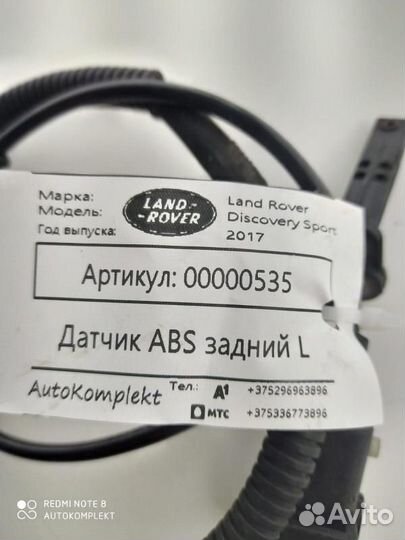 Марка:
Модель:
Год выпуска:
LAND-
-ROVER
Land Rover
Discovery Sport
2017
Артикул: 00000535
Датчик ABS задний L
AutoKomplekt
Тел.:
A1 +375296963896
МТС +375336773896
REDMI NOTE 8
AUTOKOMPLEKT
Avito